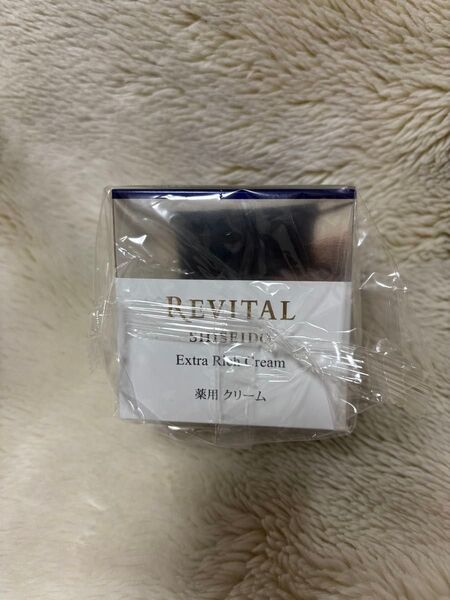 REVITAL
SHISEIDO
Extra Rich Cream
薬用 クリーム